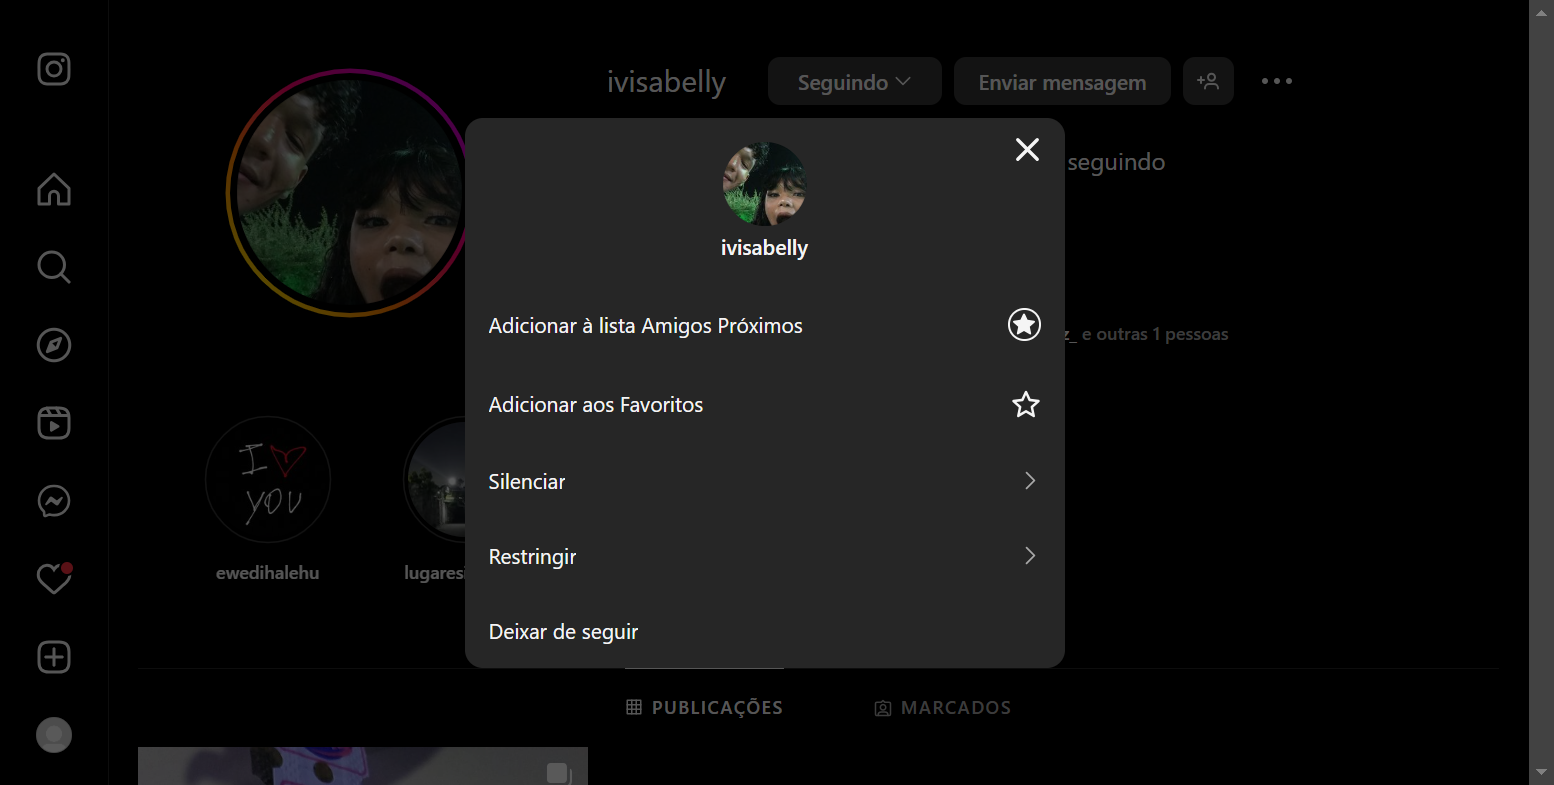 ivisabelly
Seguindo
Enviar mensagem
seguindo
ivisabelly
Adicionar à lista Amigos Próximos
z_ e outras 1 pessoas
Adicionar aos Favoritos
Silenciar
Restringir
Deixar de seguir
I
YOU
ewedihalehu
lugares
PUBLICAÇÕES
MARCADOS